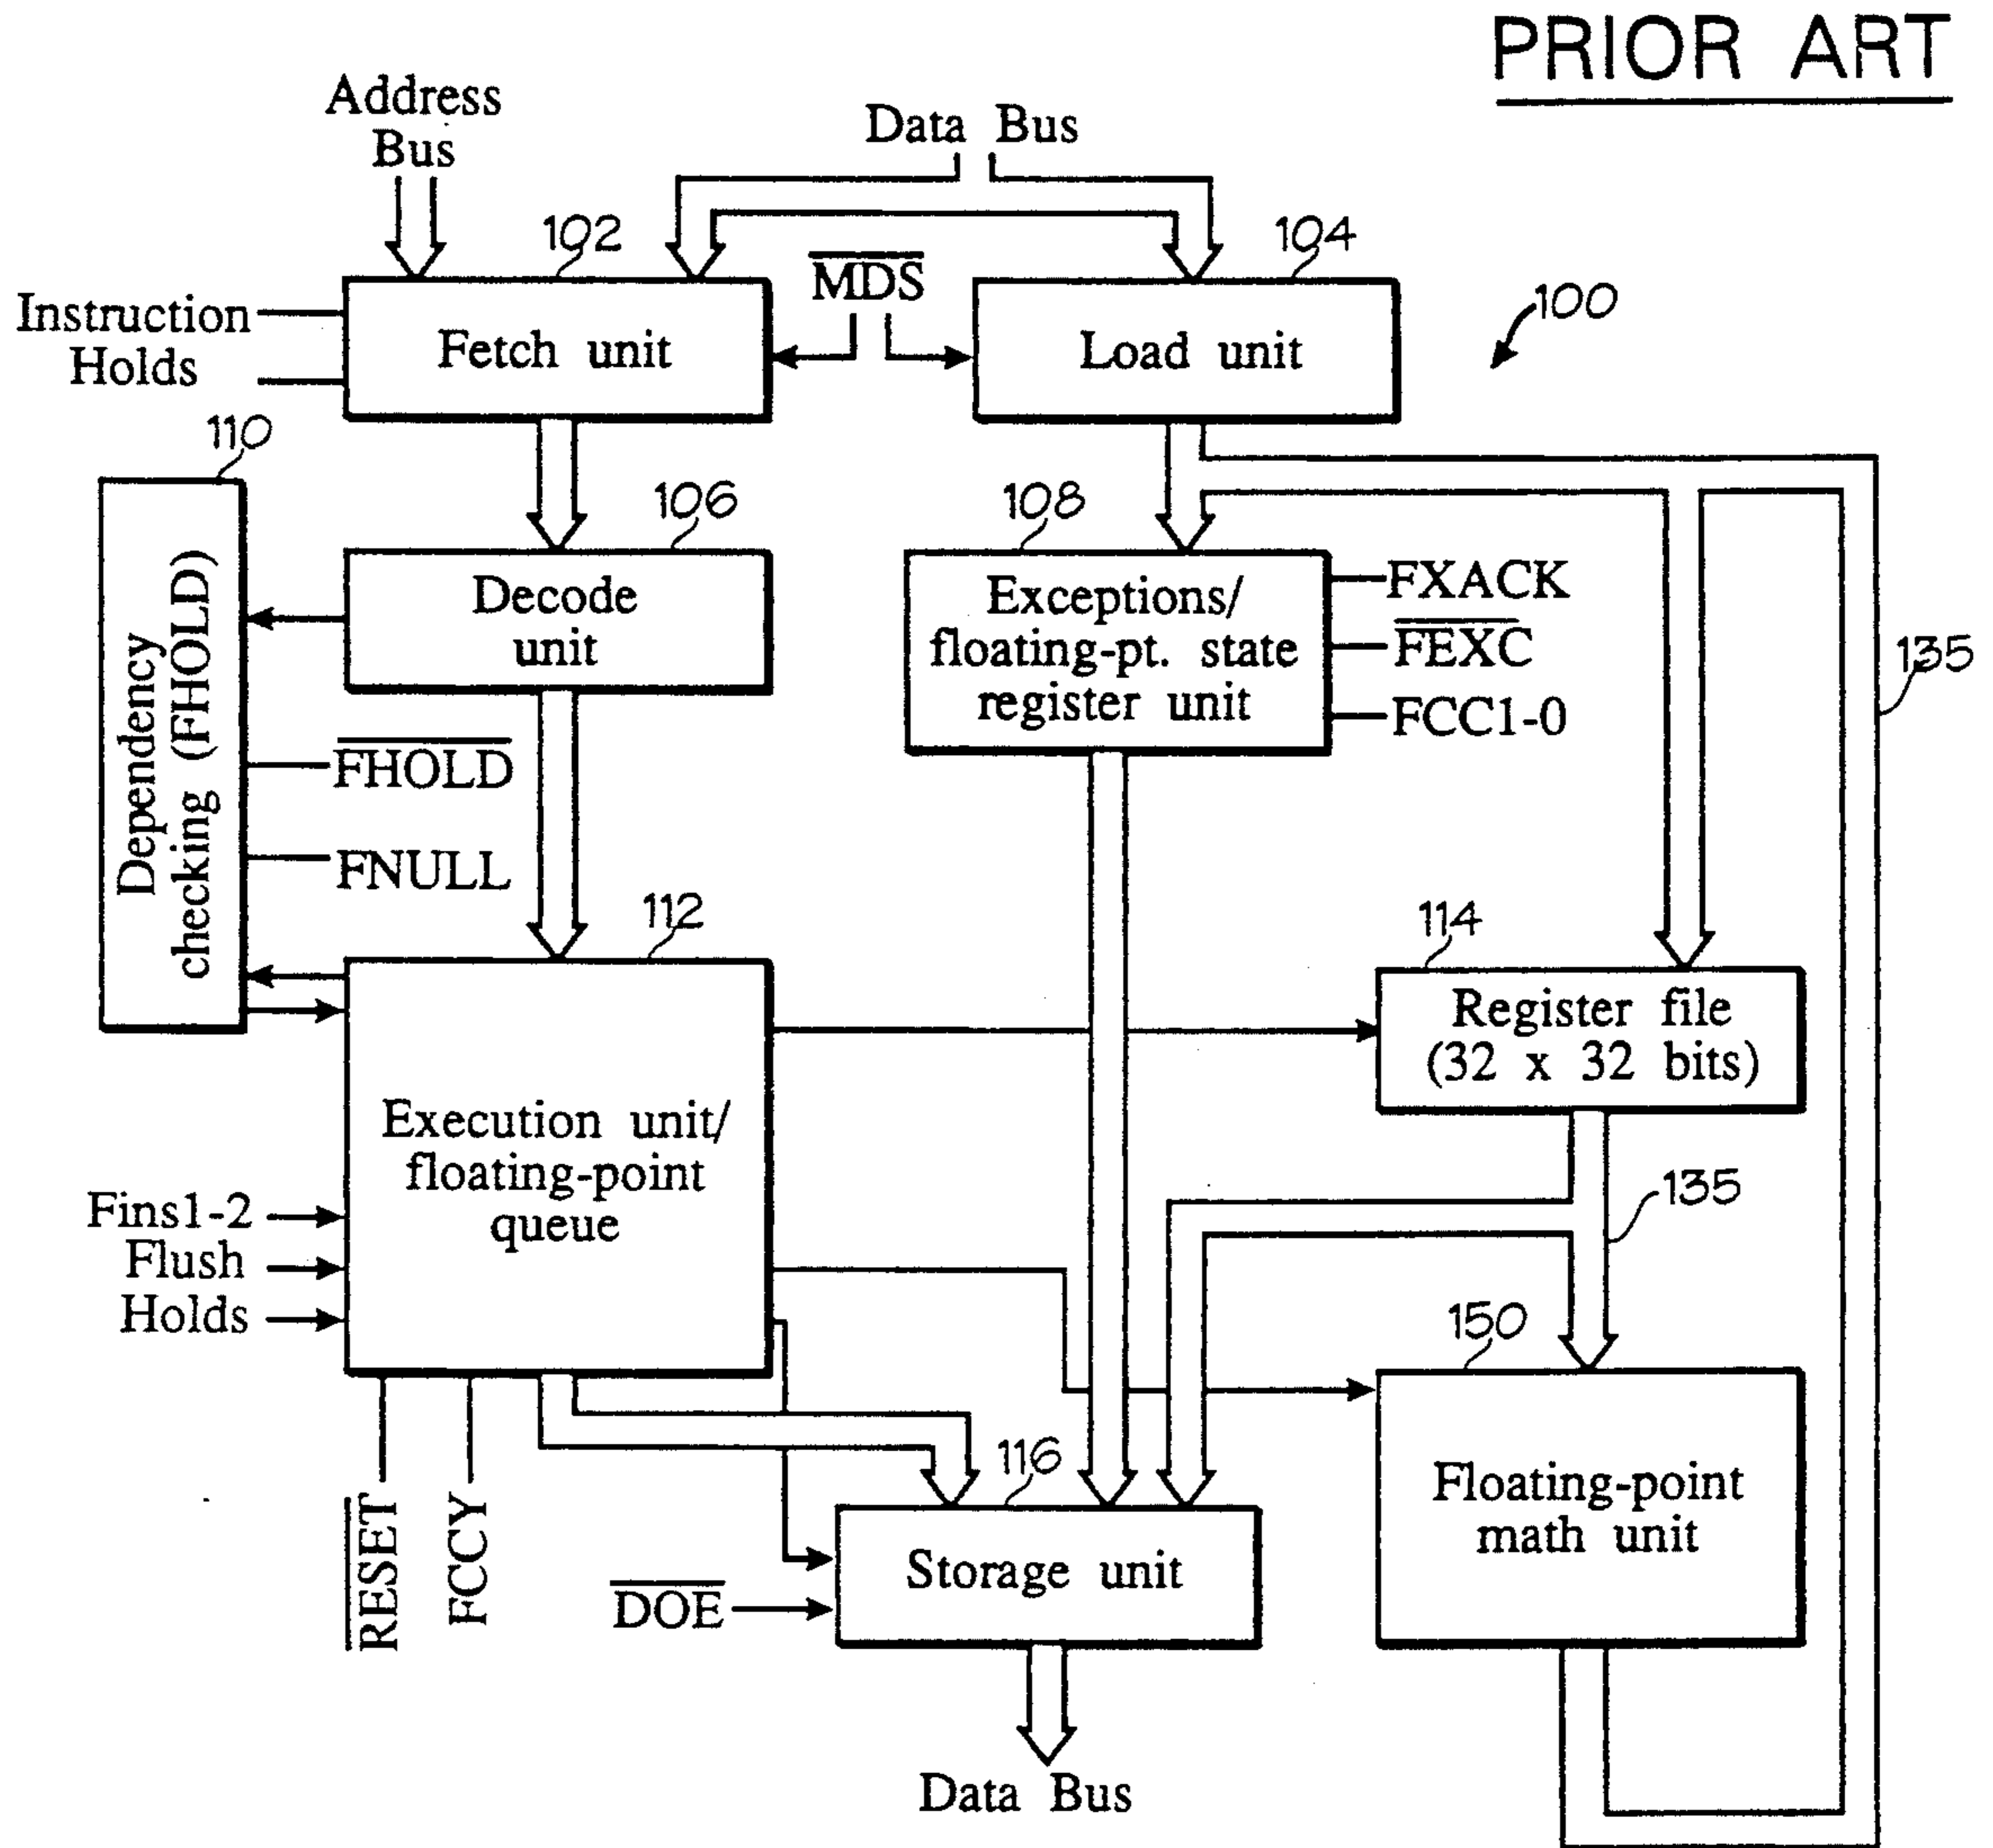 PRIOR ART
Address
Bus
Data Bus
102
104
MDS
100
Instruction
Holds
Fetch unit
Load unit
110
106
108
Dependency
checking (FHOLD)
Decode
unit
Exceptions/
floating-pt. state
register unit
FXACK
FEXC
FCC1-0
135
FHOLD
FNULL
112
114
Register file
(32 x 32 bits)
Execution unit/
floating-point
queue
Fins1-2
Flush
Holds
135
150
RESET
FCCY
116
Floating-point
math unit
Storage unit
DOE
Data Bus